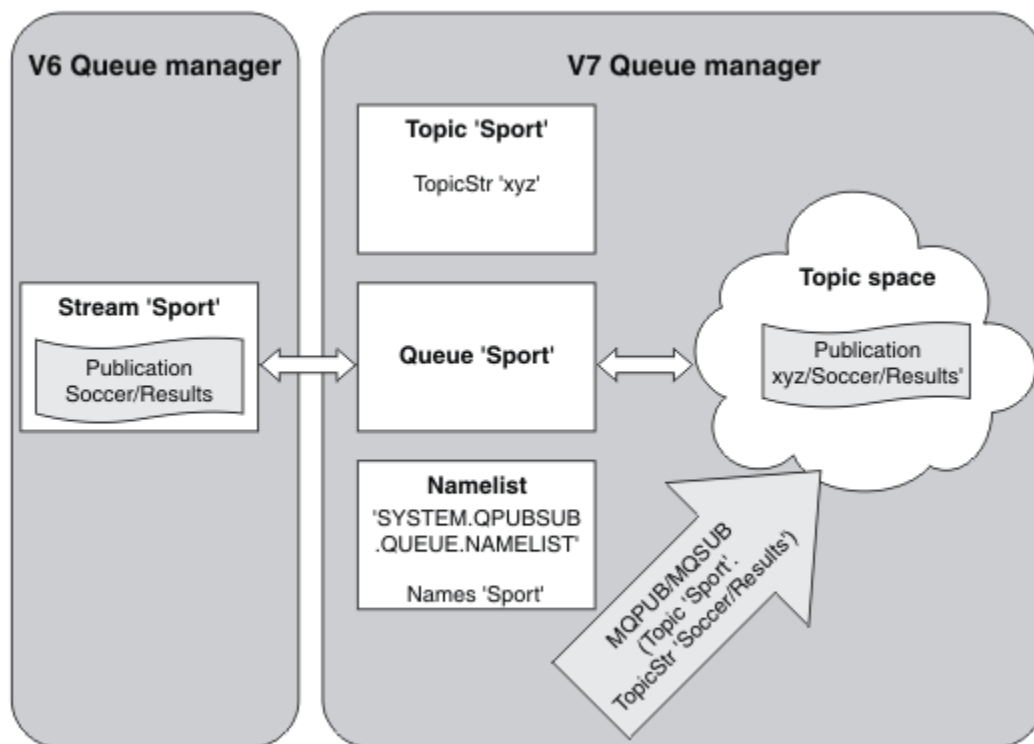 V6 Queue manager
V7 Queue manager
Topic 'Sport'
TopicStr 'xyz'
Stream 'Sport'
Publication
Soccer/Results
Queue 'Sport'
Topic space
Publication
xyz/Soccer/Results'
Namelist
'SYSTEM.QPUBSUB
.QUEUE.NAMELIST'
Names 'Sport'
MQPUB/MQSUB
(Topic 'Sport'.
TopicStr 'Soccer/Results')